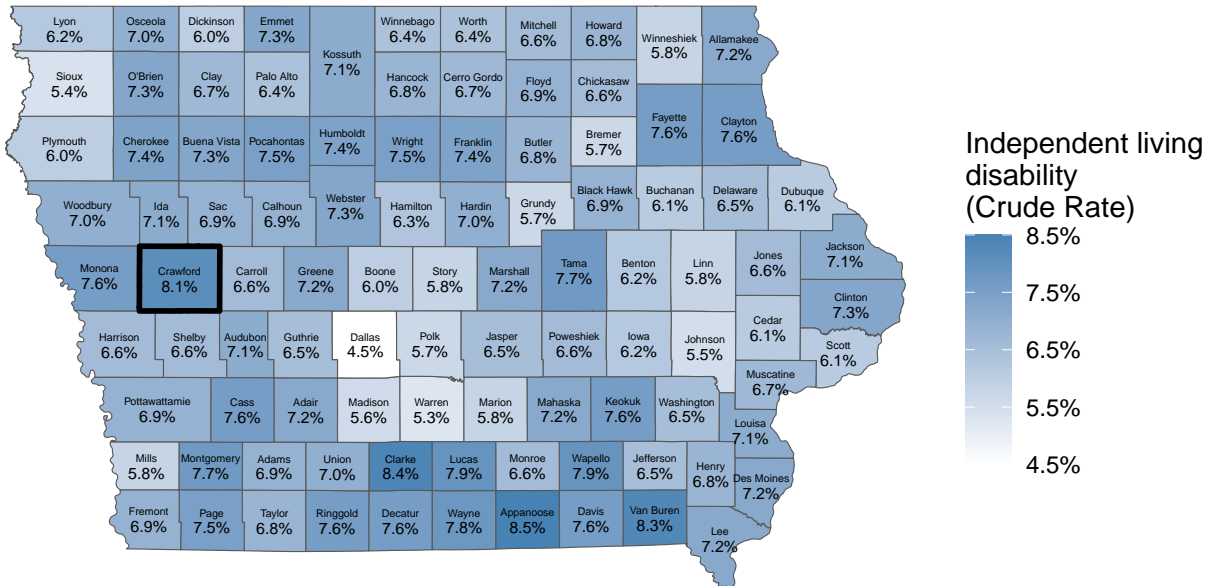 Lyon Osceola Dickinson Emmet Winnebago Worth Mitchell Howard Winneshiek Allamakee
6.2% 7.0% 6.0% 7.3% 6.4% 6.4% 6.6% 6.8% 5.8% 7.2%
Kossuth
7.1%
Sioux O'Brien Clay Palo Alto Hancock Cerro Gordo Floyd Chickasaw
5.4% 7.3% 6.7% 6.4% 6.8% 6.7% 6.9% 6.6%
Fayette Clayton
7.6% 7.6%
Plymouth Cherokee Buena Vista Pocahontas Humboldt Wright Franklin Butler Bremer
6.0% 7.4% 7.3% 7.5% 7.4% 7.5% 7.4% 6.8% 5.7%
Woodbury Ida Sac Calhoun Webster Hamilton Hardin Grundy Black Hawk Buchanan Delaware Dubuque
7.0% 7.1% 6.9% 6.9% 7.3% 6.3% 7.0% 5.7% 6.9% 6.1% 6.5% 6.1%
Monona Crawford Carroll Greene Boone Story Marshall Tama Benton Linn Jones Jackson
7.6% 8.1% 6.6% 7.2% 6.0% 5.8% 7.2% 7.7% 6.2% 5.8% 6.6% 7.1%
Clinton
7.3%
Harrison Shelby Audubon Guthrie Dallas Polk Jasper Poweshiek Iowa Johnson Cedar Scott
6.6% 6.6% 7.1% 6.5% 4.5% 5.7% 6.5% 6.6% 6.2% 5.5% 6.1% 6.1%
Muscatine
6.7%
Pottawattamie Cass Adair Madison Warren Marion Mahaska Keokuk Washington Louisa
6.9% 7.6% 7.2% 5.6% 5.3% 5.8% 7.2% 7.6% 6.5% 7.1%
Mills Montgomery Adams Union Clarke Lucas Monroe Wapello Jefferson Henry Des Moines
5.8% 7.7% 6.9% 7.0% 8.4% 7.9% 6.6% 7.9% 6.5% 6.8% 7.2%
Fremont Page Taylor Ringgold Decatur Wayne Appanoose Davis Van Buren Lee
6.9% 7.5% 6.8% 7.6% 7.6% 7.8% 8.5% 7.6% 8.3% 7.2%
Independent living
disability
(Crude Rate)
8.5%
7.5%
6.5%
5.5%
4.5%